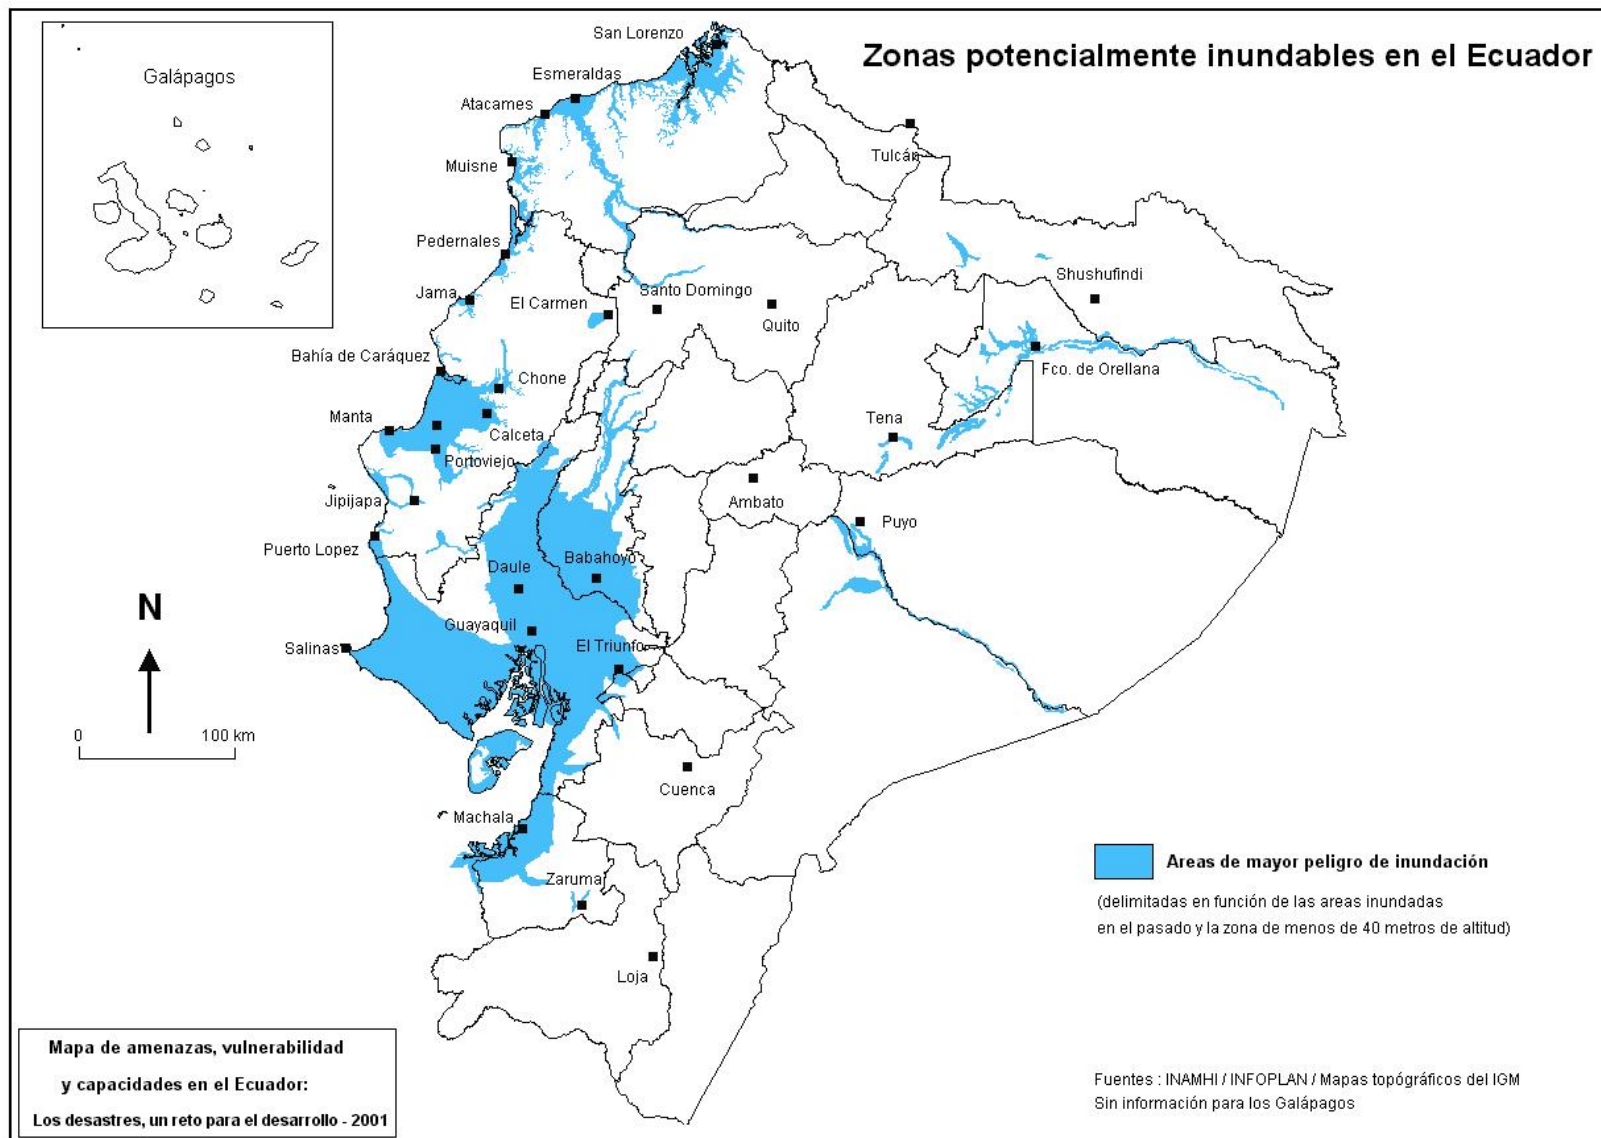 Zonas potencialmente inundables en el Ecuador
Galápagos
San Lorenzo
Esmeraldas
Atacames
Tulcán
Muisne
Pedernales
Shushufindi
Jama
El Carmen
Santo Domingo
Quito
Bahía de Caráquez
Fco. de Orellana
Chone
Manta
Calceta
Tena
Portoviejo
Jipijapa
Ambato
Puyo
Puerto Lopez
Daule
Babahoyo
N
Guayaquil
El Triunfo
Salinas
0 100 km
Cuenca
Machala
Zaruma
Loja
Areas de mayor peligro de inundación
(delimitadas en función de las areas inundadas
en el pasado y la zona de menos de 40 metros de altitud)
Mapa de amenazas, vulnerabilidad
y capacidades en el Ecuador:
Los desastres, un reto para el desarrollo - 2001
Fuentes : INAMHI / INFOPLAN / Mapas topógráficos del IGM
Sin información para los Galápagos